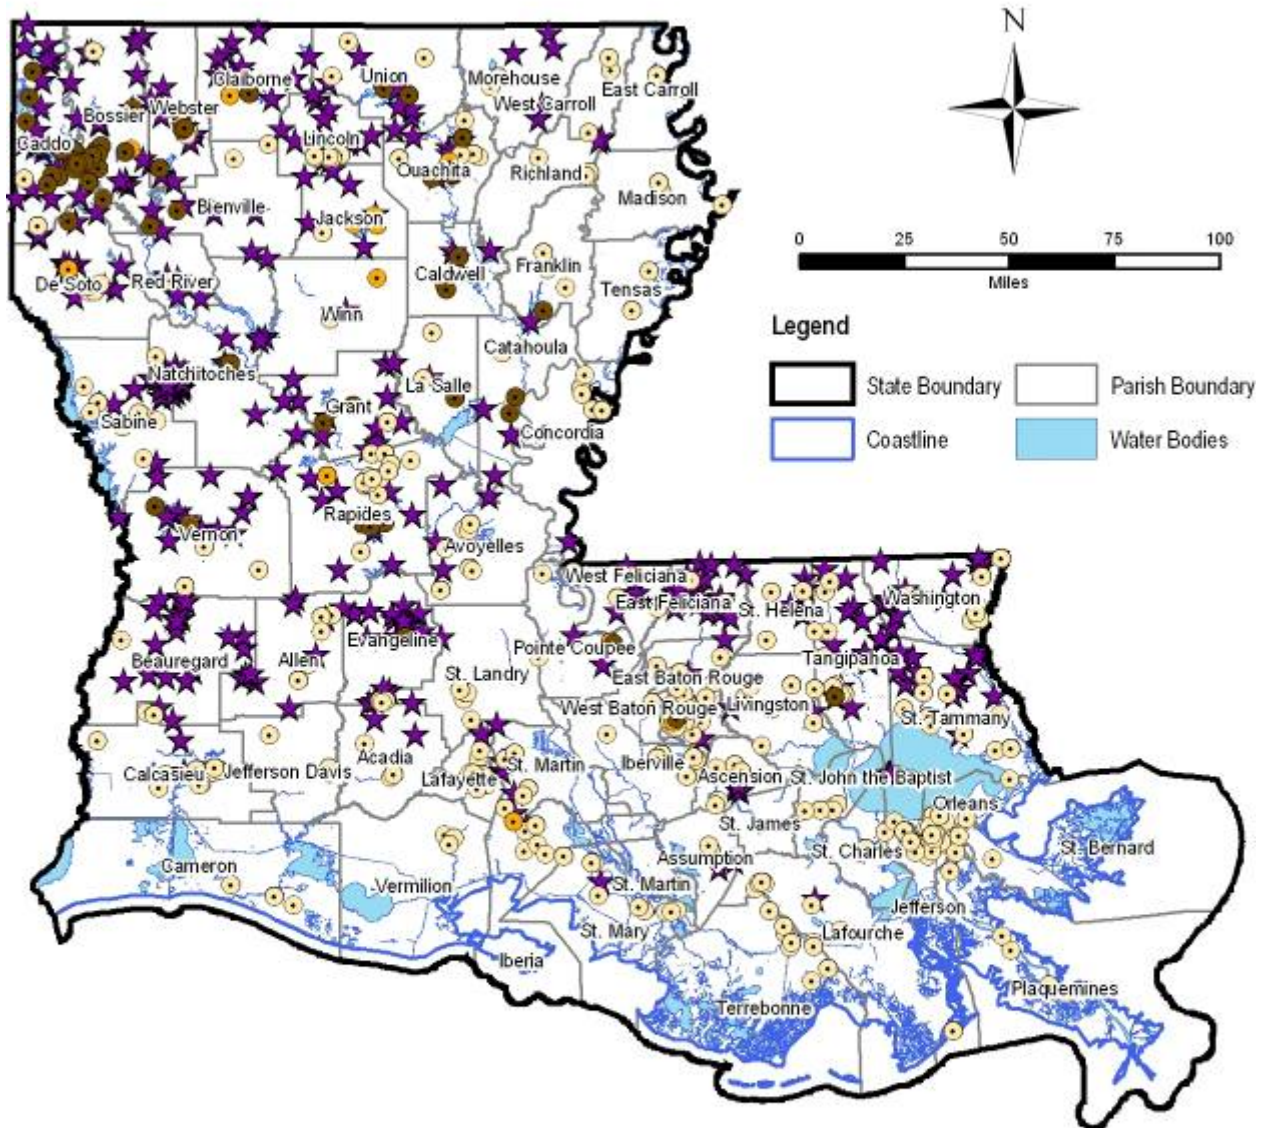 N
0 25 50 75 100
Miles
Legend
State Boundary
Parish Boundary
Coastline
Water Bodies
Claiborne
Union
Morehouse
East Carroll
West Carroll
Bossier
Webster
Caddo
Lincoln
Ouachita
Richland
Madison
Bienville
Jackson
De Soto
Red River
Caldwell
Franklin
Tensas
Winn
Catahoula
Natchitoches
La Salle
Grant
Sabine
Concordia
Rapides
Vernon
Avoyelles
West Feliciana
East Feliciana
St. Helena
Washington
Evangeline
Pointe Coupee
Beauregard
Allen
Tangipahoa
St. Landry
East Baton Rouge
West Baton Rouge
Livingston
St. Tammany
Calcasieu
Jefferson Davis
Acadia
Lafayette
St. Martin
Iberville
Ascension
St. John the Baptist
Orleans
St. James
St. Charles
St. Bernard
Cameron
Vermilion
Assumption
St. Martin
Jefferson
St. Mary
Lafourche
Iberia
Plaquemines
Terrebonne